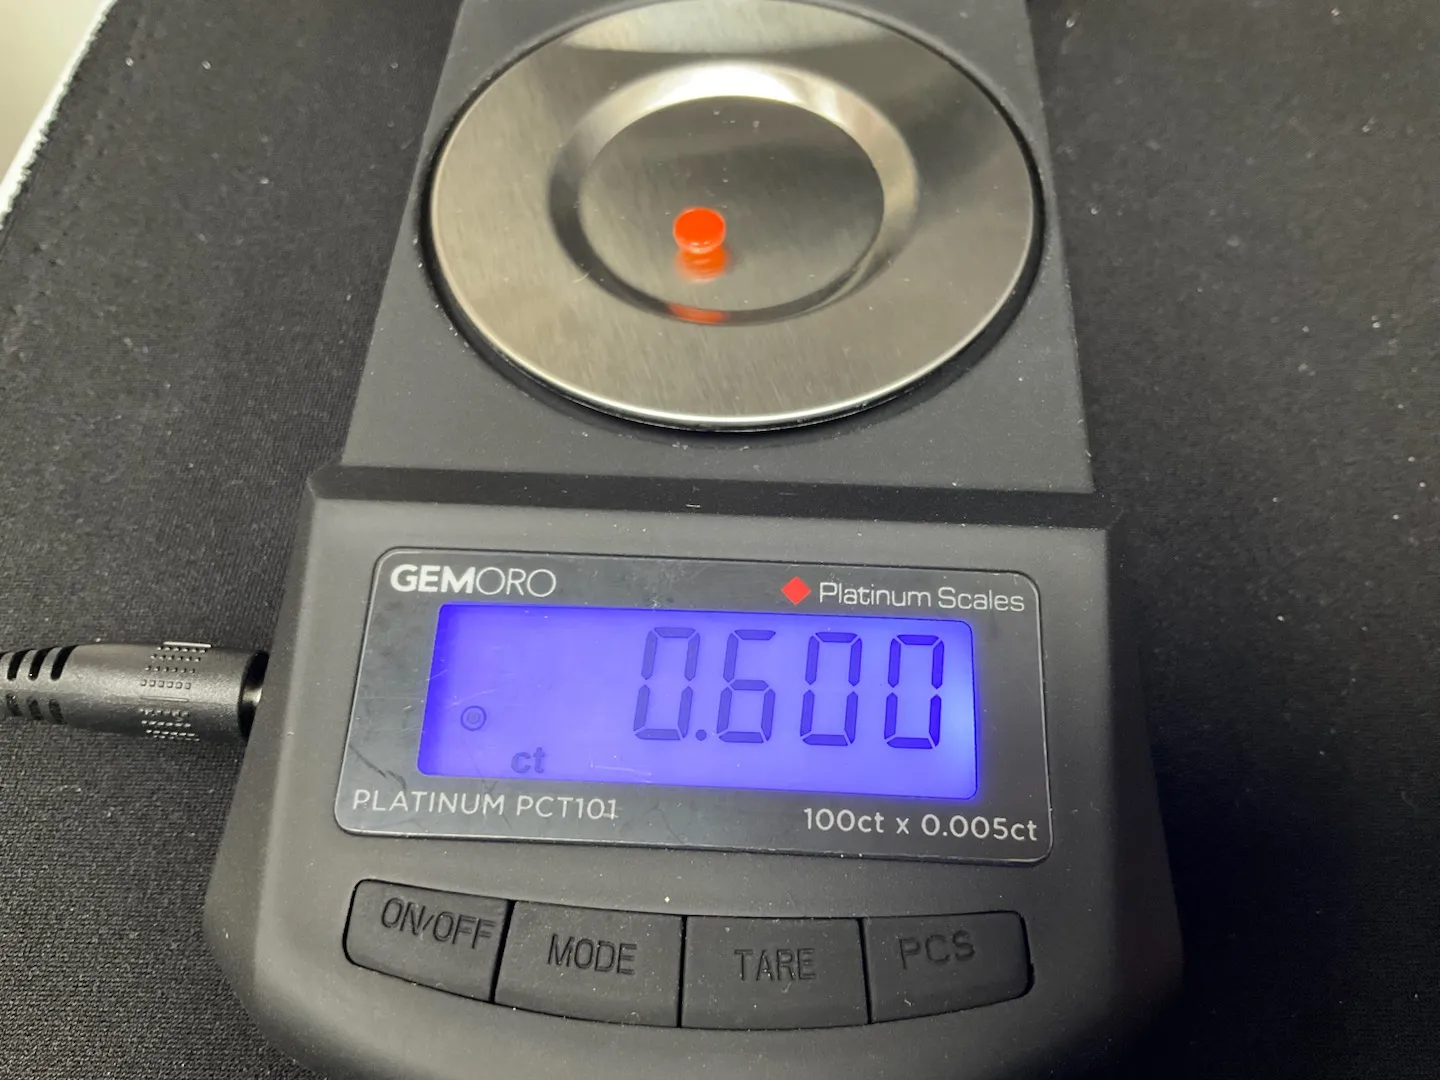 GEMORO
Platinum Scales
0.600
ct
PLATINUM PCT101
100ct x 0.005ct
ON/OFF
MODE
TARE
PCS